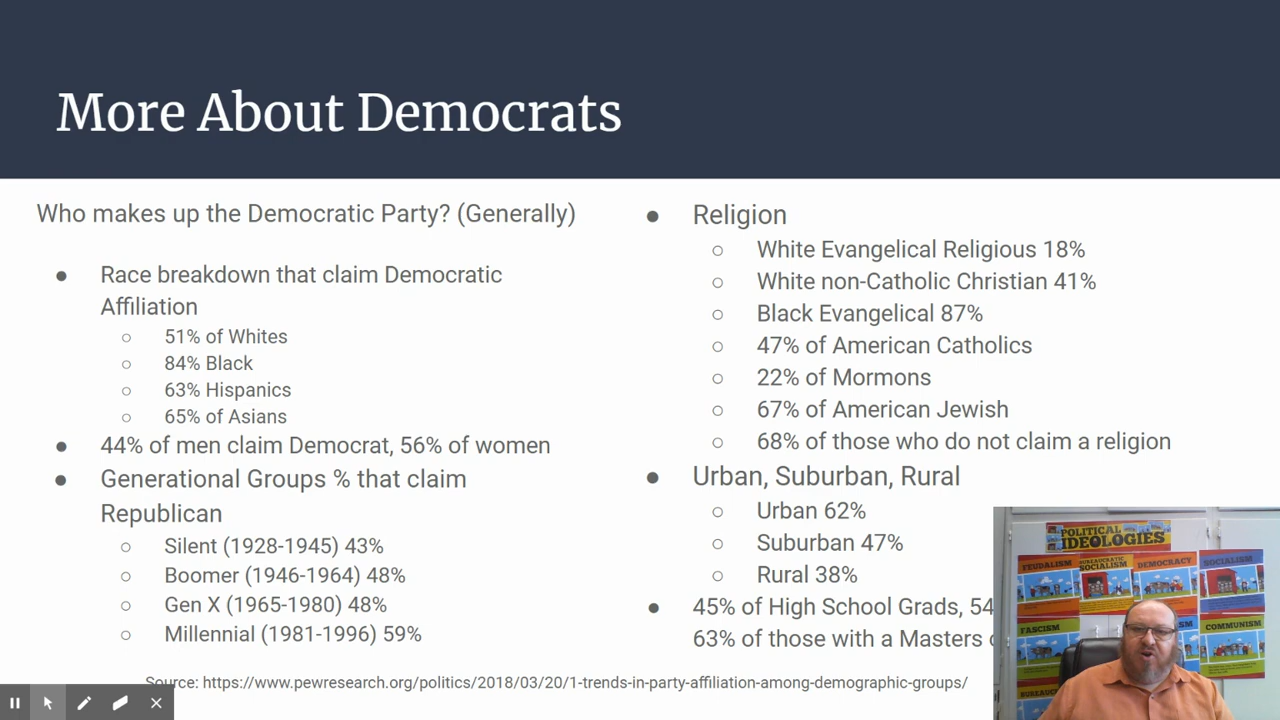 More About Democrats
Who makes up the Democratic Party? (Generally)
● Race breakdown that claim Democratic
Affiliation
○ 51% of Whites
○ 84% Black
○ 63% Hispanics
○ 65% of Asians
● 44% of men claim Democrat, 56% of women
● Generational Groups % that claim
Republican
○ Silent (1928-1945) 43%
○ Boomer (1946-1964) 48%
○ Gen X (1965-1980) 48%
○ Millennial (1981-1996) 59%
● Religion
○ White Evangelical Religious 18%
○ White non-Catholic Christian 41%
○ Black Evangelical 87%
○ 47% of American Catholics
○ 22% of Mormons
○ 67% of American Jewish
○ 68% of those who do not claim a religion
● Urban, Suburban, Rural
○ Urban 62%
○ Suburban 47%
○ Rural 38%
● 45% of High School Grads, 54
63% of those with a Masters
Source: https://www.pewresearch.org/politics/2018/03/20/1-trends-in-party-affiliation-among-demographic-groups/
POLITICAL
IDEOLOGIES
FEUDALISM
BUREAUCRATIC
SOCIALISM
DEMOCRACY
SOCIALISM
FASCISM
COMMUNISM